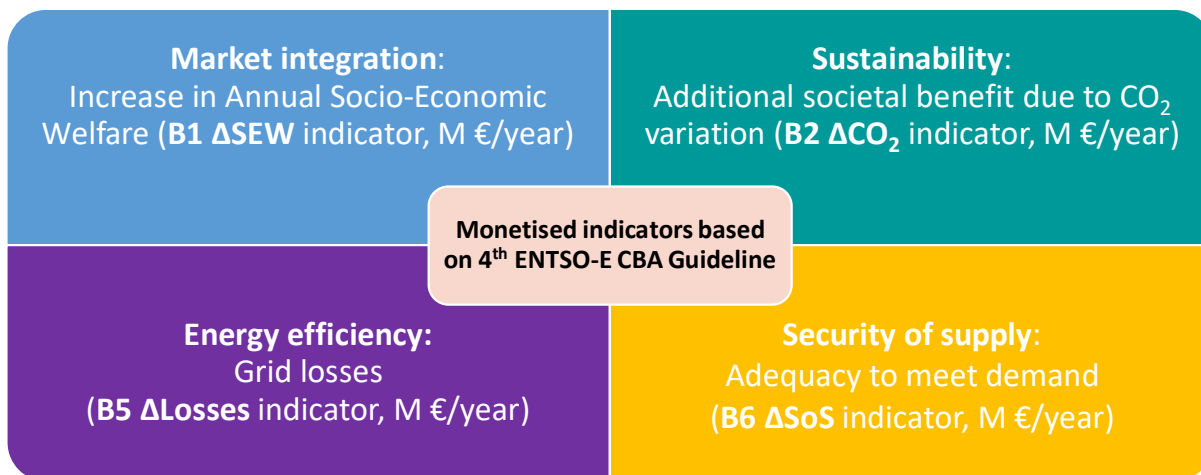 Market integration:
Increase in Annual Socio-Economic
Welfare (B1 ΔSEW indicator, M €/year)
Sustainability:
Additional societal benefit due to CO₂
variation (B2 ΔCO₂ indicator, M €/year)
Monetised indicators based
on 4th ENTSO-E CBA Guideline
Energy efficiency:
Grid losses
(B5 ΔLosses indicator, M €/year)
Security of supply:
Adequacy to meet demand
(B6 ΔSoS indicator, M €/year)